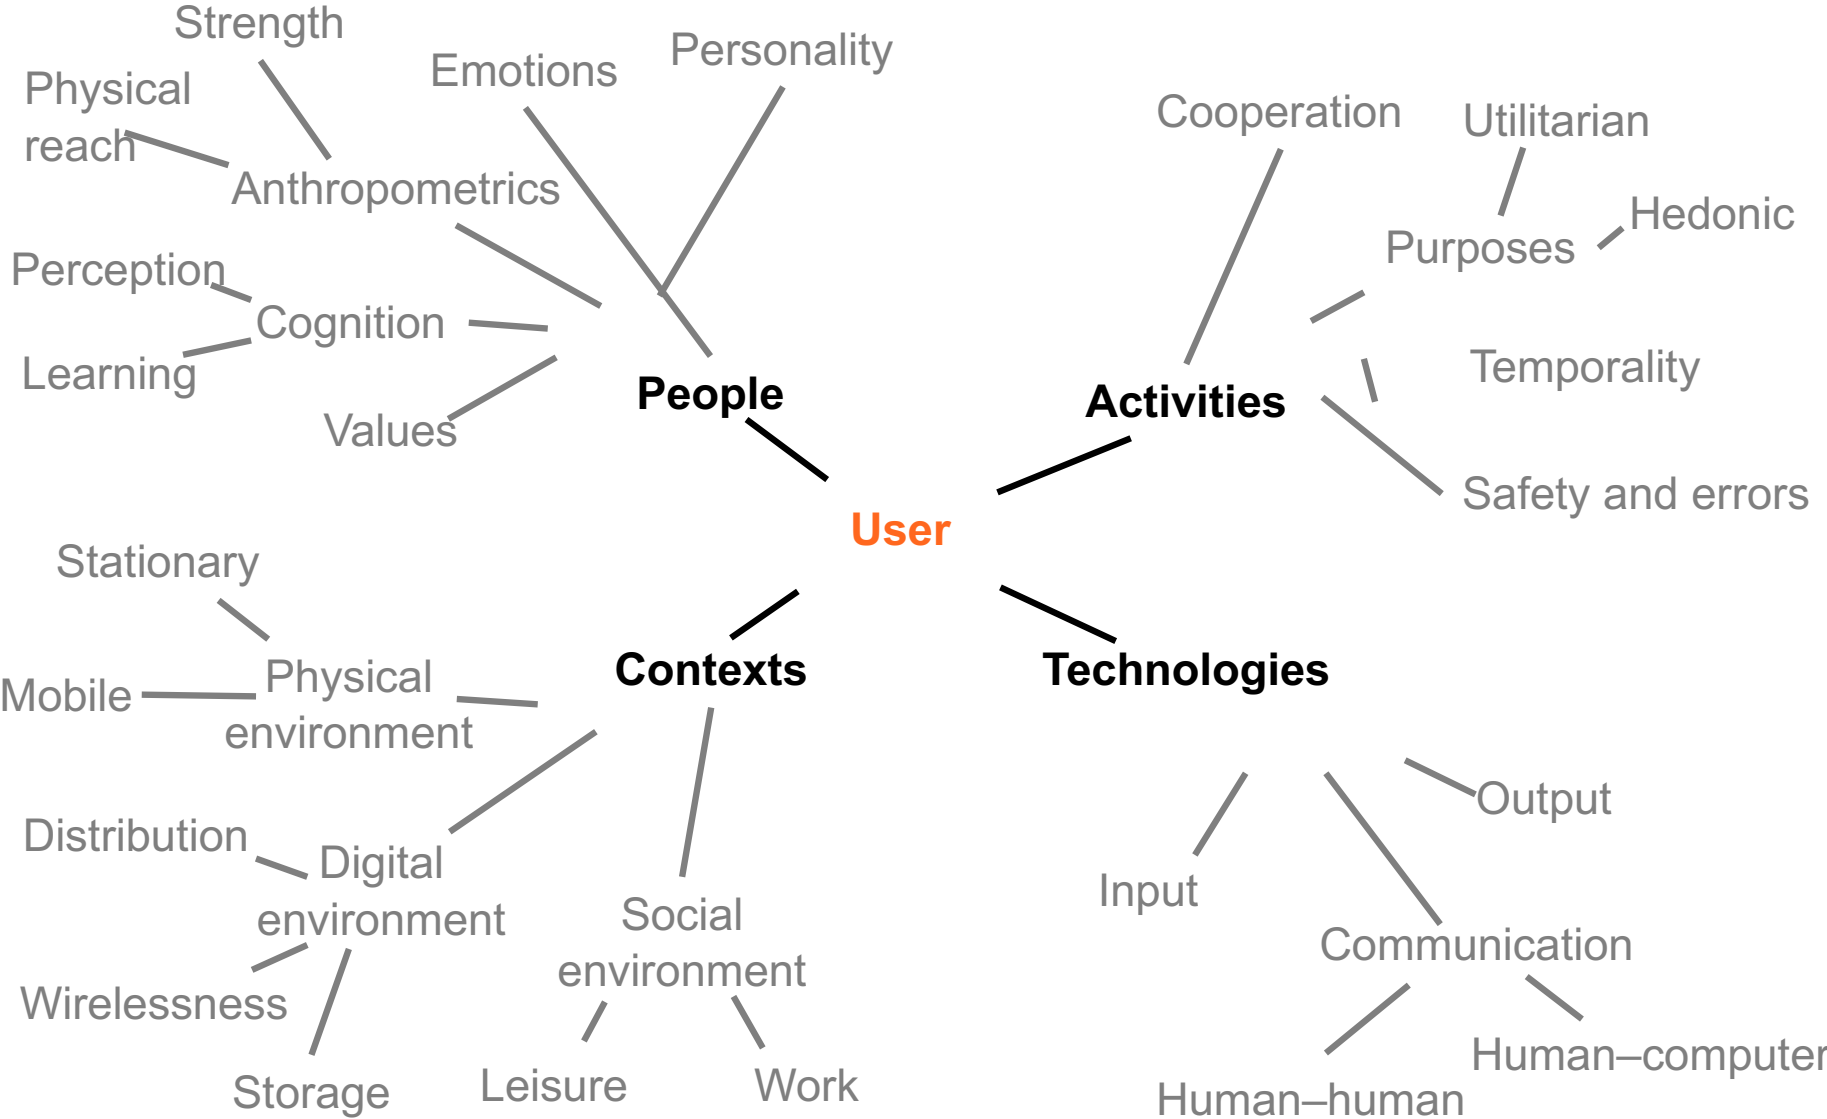 Strength
Personality
Emotions
Physical
reach
Anthropometrics
Perception
Cognition
Learning
Values
People
Cooperation
Utilitarian
Hedonic
Purposes
Temporality
Activities
Safety and errors
User
Stationary
Physical
environment
Mobile
Contexts
Distribution
Digital
environment
Wirelessness
Storage
Social
environment
Leisure
Work
Technologies
Output
Input
Communication
Human–computer
Human–human